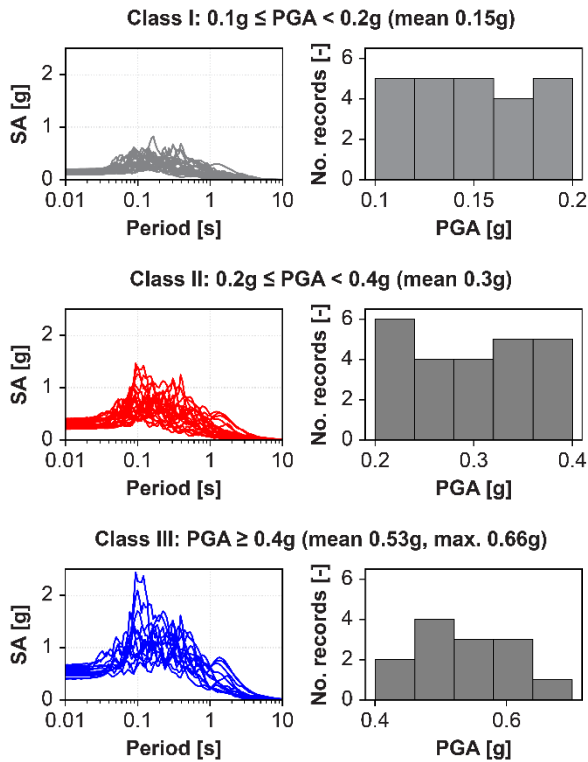 Class I: 0.1g ≤ PGA < 0.2g (mean 0.15g)
SA [g]
2
1
0
0.01 0.1 1 10
Period [s]
No. records [-]
6
4
2
0
0.1 0.15 0.2
PGA [g]
Class II: 0.2g ≤ PGA < 0.4g (mean 0.3g)
SA [g]
2
1
0
0.01 0.1 1 10
Period [s]
No. records [-]
6
4
2
0
0.2 0.3 0.4
PGA [g]
Class III: PGA ≥ 0.4g (mean 0.53g, max. 0.66g)
SA [g]
2
1
0
0.01 0.1 1 10
Period [s]
No. records [-]
6
4
2
0
0.4 0.6
PGA [g]